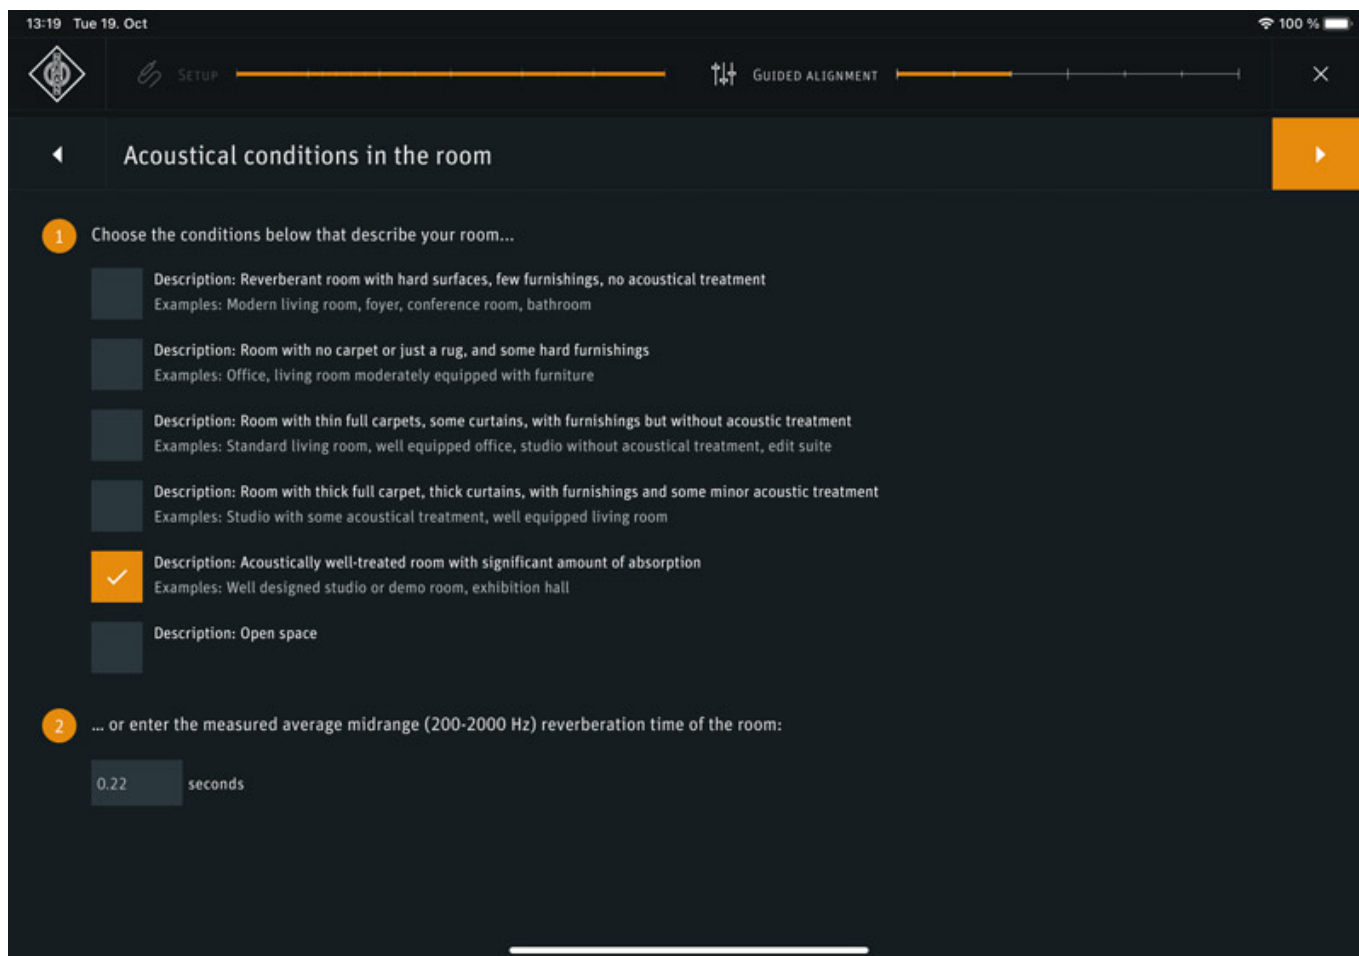 13:19 Tue 19. Oct
100 %
SETUP
GUIDED ALIGNMENT
Acoustical conditions in the room
1 Choose the conditions below that describe your room...
Description: Reverberant room with hard surfaces, few furnishings, no acoustical treatment
Examples: Modern living room, foyer, conference room, bathroom
Description: Room with no carpet or just a rug, and some hard furnishings
Examples: Office, living room moderately equipped with furniture
Description: Room with thin full carpets, some curtains, with furnishings but without acoustic treatment
Examples: Standard living room, well equipped office, studio without acoustical treatment, edit suite
Description: Room with thick full carpet, thick curtains, with furnishings and some minor acoustic treatment
Examples: Studio with some acoustical treatment, well equipped living room
Description: Acoustically well-treated room with significant amount of absorption
Examples: Well designed studio or demo room, exhibition hall
Description: Open space
2 ... or enter the measured average midrange (200-2000 Hz) reverberation time of the room:
0.22 seconds